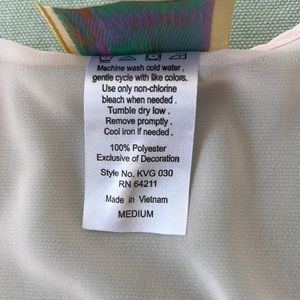 Machine wash cold water ,
gentle cycle with like colors.
Use only non-chlorine
bleach when needed .
Tumble dry low .
Remove promptly .
Cool iron if needed .
100% Polyester
Exclusive of Decoration
Style No. KVG 030
RN 64211
Made in Vietnam
MEDIUM